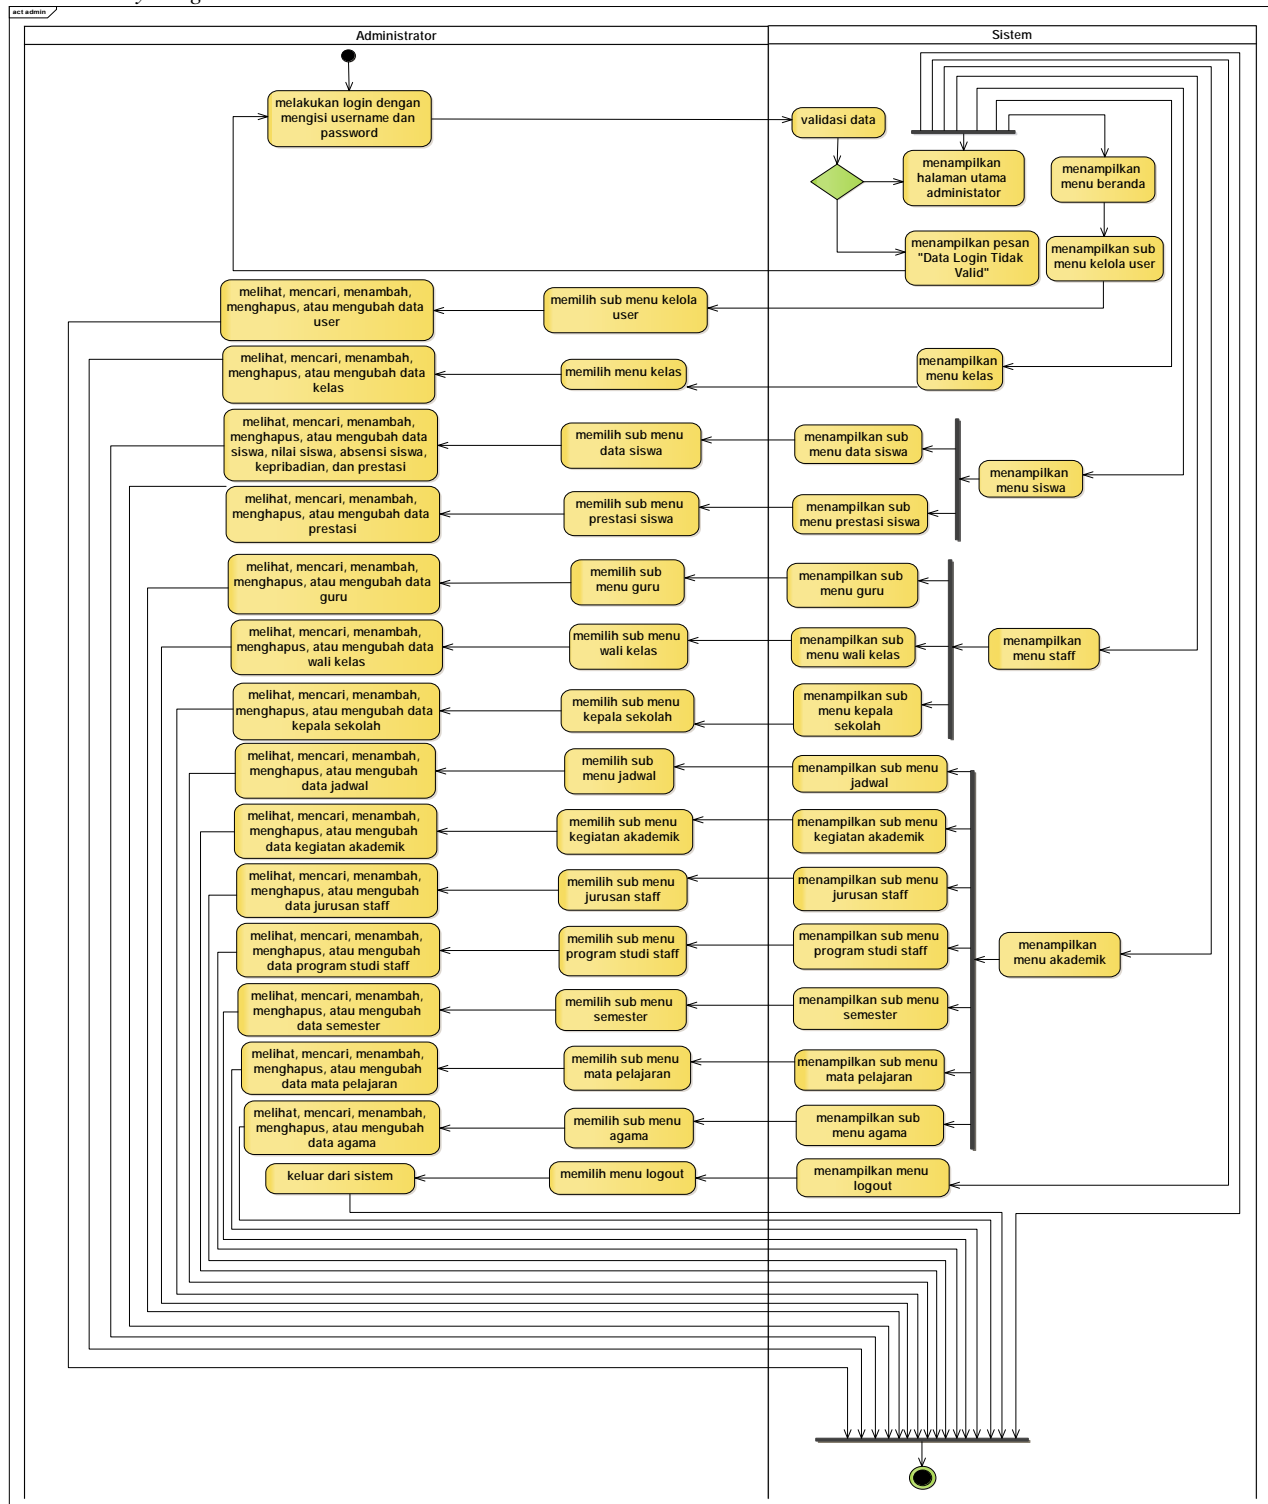 act admin
Administrator
Sistem
melakukan login dengan
mengisi username dan
password
validasi data
menampilkan
halaman utama
administator
menampilkan
menu beranda
menampilkan pesan
"Data Login Tidak
Valid"
menampilkan sub
menu kelola user
melihat, mencari, menambah,
menghapus, atau mengubah data
user
memilih sub menu kelola
user
melihat, mencari, menambah,
menghapus, atau mengubah data
kelas
memilih menu kelas
menampilkan
menu kelas
melihat, mencari, menambah,
menghapus, atau mengubah data
siswa, nilai siswa, absensi siswa,
kepribadian, dan prestasi
memilih sub menu
data siswa
menampilkan sub
menu data siswa
menampilkan
menu siswa
melihat, mencari, menambah,
menghapus, atau mengubah data
prestasi
memilih sub menu
prestasi siswa
menampilkan sub
menu prestasi siswa
melihat, mencari, menambah,
menghapus, atau mengubah data
guru
memilih sub
menu guru
menampilkan sub
menu guru
melihat, mencari, menambah,
menghapus, atau mengubah data
wali kelas
memilih sub menu
wali kelas
menampilkan sub
menu wali kelas
menampilkan
menu staff
melihat, mencari, menambah,
menghapus, atau mengubah data
kepala sekolah
memilih sub menu
kepala sekolah
menampilkan sub
menu kepala
sekolah
melihat, mencari, menambah,
menghapus, atau mengubah
data jadwal
memilih sub
menu jadwal
menampilkan sub menu
jadwal
melihat, mencari, menambah,
menghapus, atau mengubah
data kegiatan akademik
memilih sub menu
kegiatan akademik
menampilkan sub menu
kegiatan akademik
melihat, mencari, menambah,
menghapus, atau mengubah
data jurusan staff
memilih sub menu
jurusan staff
menampilkan sub menu
jurusan staff
melihat, mencari, menambah,
menghapus, atau mengubah
data program studi staff
memilih sub menu
program studi staff
menampilkan sub menu
program studi staff
menampilkan
menu akademik
melihat, mencari, menambah,
menghapus, atau mengubah
data semester
memilih sub menu
semester
menampilkan sub menu
semester
melihat, mencari, menambah,
menghapus, atau mengubah
data mata pelajaran
memilih sub menu
mata pelajaran
menampilkan sub menu
mata pelajaran
melihat, mencari, menambah,
menghapus, atau mengubah
data agama
memilih sub menu
agama
menampilkan sub
menu agama
keluar dari sistem
memilih menu logout
menampilkan menu
logout